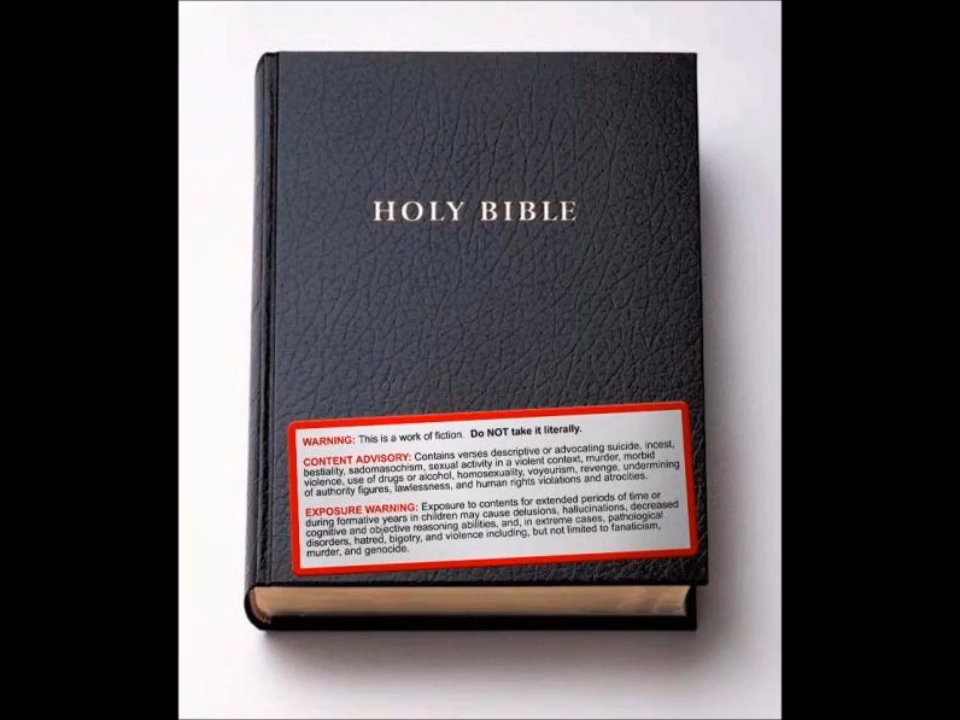 HOLY BIBLE
WARNING: This is a work of fiction. Do NOT take it literally.
CONTENT ADVISORY: Contains verses descriptive or advocating suicide, incest,
bestiality, sadomasochism, sexual activity in a violent context, murder, morbid
violence, use of drugs or alcohol, homosexuality, voyeurism, revenge, undermining
of authority figures, lawlessness, and human rights violations and atrocities.
EXPOSURE WARNING: Exposure to contents for extended periods of time or
during formative years in children may cause delusions, hallucinations, decreased
cognitive and objective reasoning abilities, and, in extreme cases, pathological
disorders, hatred, bigotry, and violence including, but not limited to fanaticism,
murder, and genocide.